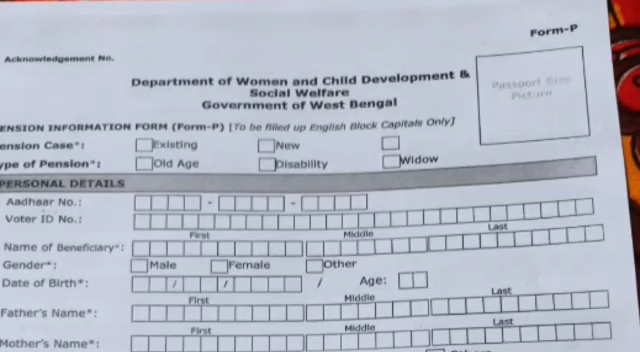 Form-P
Acknowledgement No.
Passport Size
Picture
Department of Women and Child Development &
Social Welfare
Government of West Bengal
ENSION INFORMATION FORM (Form-P) [To be filled up English Block Capitals Only]
ension Case*: Existing New
ype of Pension*: Old Age Disability Widow
PERSONAL DETAILS
Aadhaar No.: - -
Voter ID No.:
First Middle Last
Name of Beneficiary*:
Gender*: Male Female Other
Date of Birth*: / / / Age:
First Middle Last
Father's Name*:
First Middle Last
Mother's Name*: